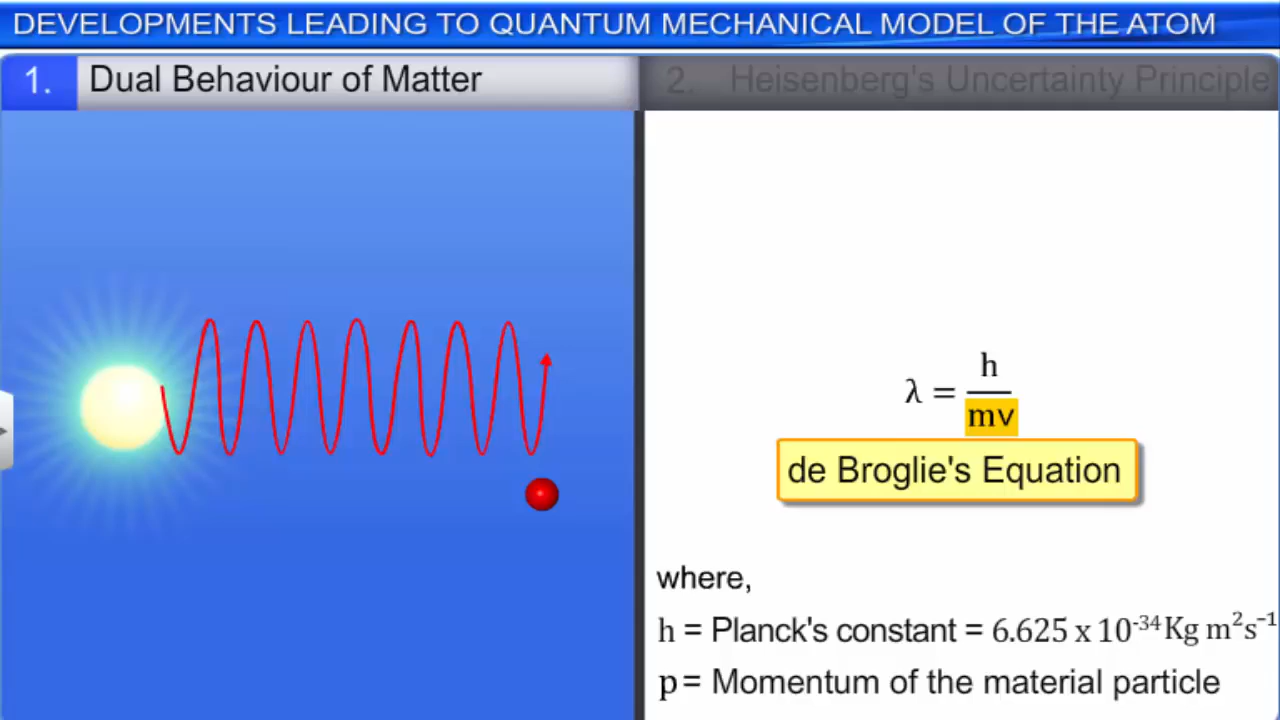 DEVELOPMENTS LEADING TO QUANTUM MECHANICAL MODEL OF THE ATOM
1. Dual Behaviour of Matter
2. Heisenberg's Uncertainty Principle
λ = h/mv
de Broglie's Equation
where,
h = Planck's constant = 6.625 x 10⁻³⁴ Kg m² s⁻¹
p = Momentum of the material particle